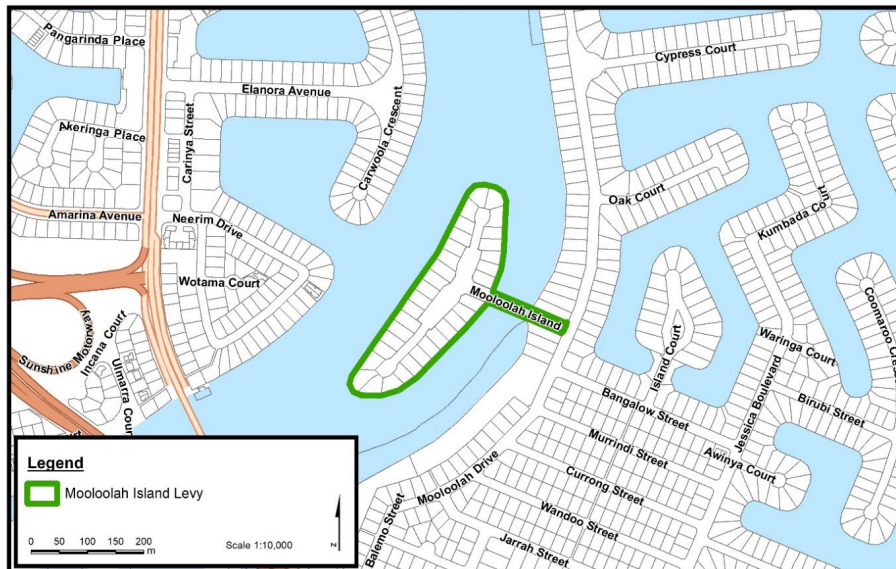 Pangarinda Place
Cypress Court
Elanora Avenue
Carwoola Crescent
Akeringa Place
Carinya Street
Oak Court
Kumbada Court
Amarina Avenue
Neerim Drive
Wotama Court
Mooloolah Island
Coomaroo Cres
Sunshine Motorway
Incana Court
Ulmarra Court
Island Court
Waringa Court
Jessica Boulevard
Birubi Street
Bangalow Street
Awinya Court
Murrindi Street
Mooloolah Drive
Currong Street
Wandoo Street
Balemo Street
Jarrah Street
Legend
Mooloolah Island Levy
0 50 100 150 200
m
Scale 1:10,000
z